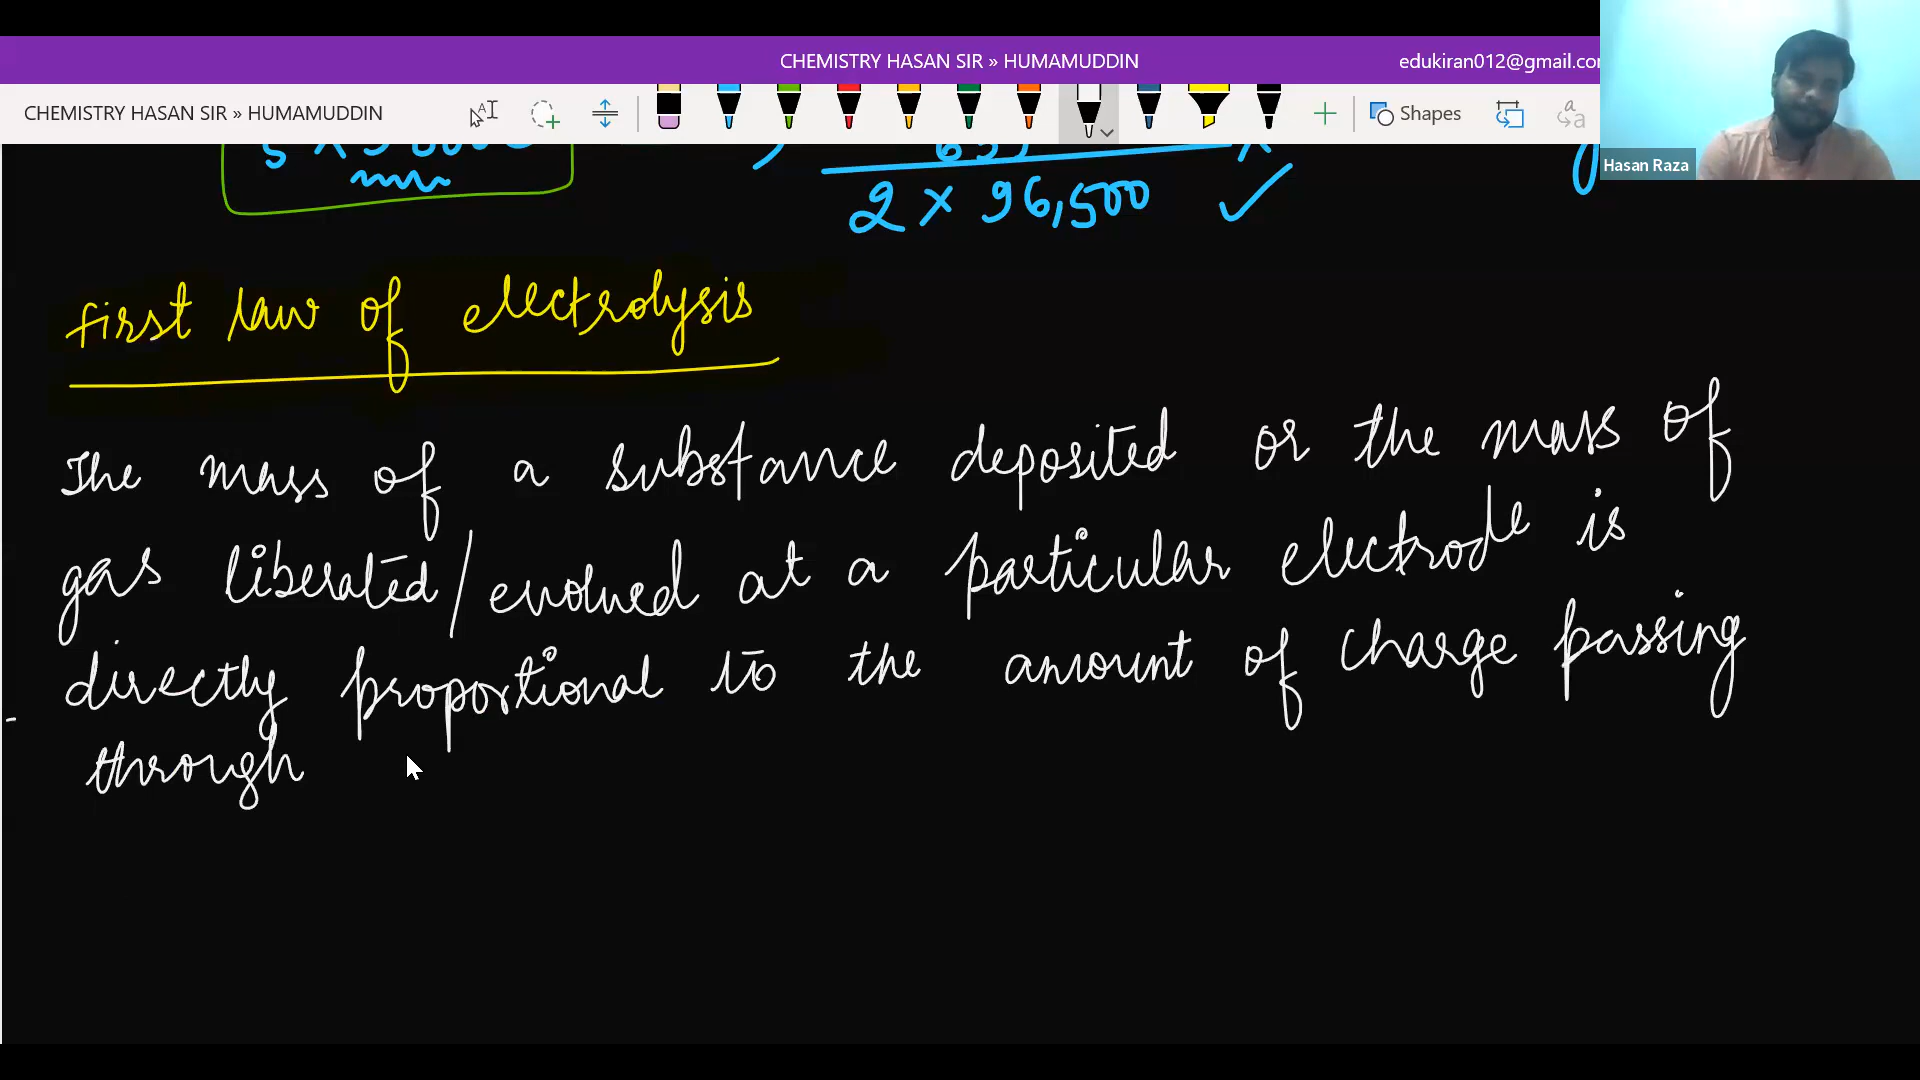 CHEMISTRY HASAN SIR » HUMAMUDDIN
edukiran012@gmail.co
CHEMISTRY HASAN SIR » HUMAMUDDIN
Shapes
Hasan Raza
2 × 96,500
first law of electrolysis
The mass of a substance deposited or the mass of
gas liberated/evolved at a particular electrode is
directly proportional to the amount of charge passing
through